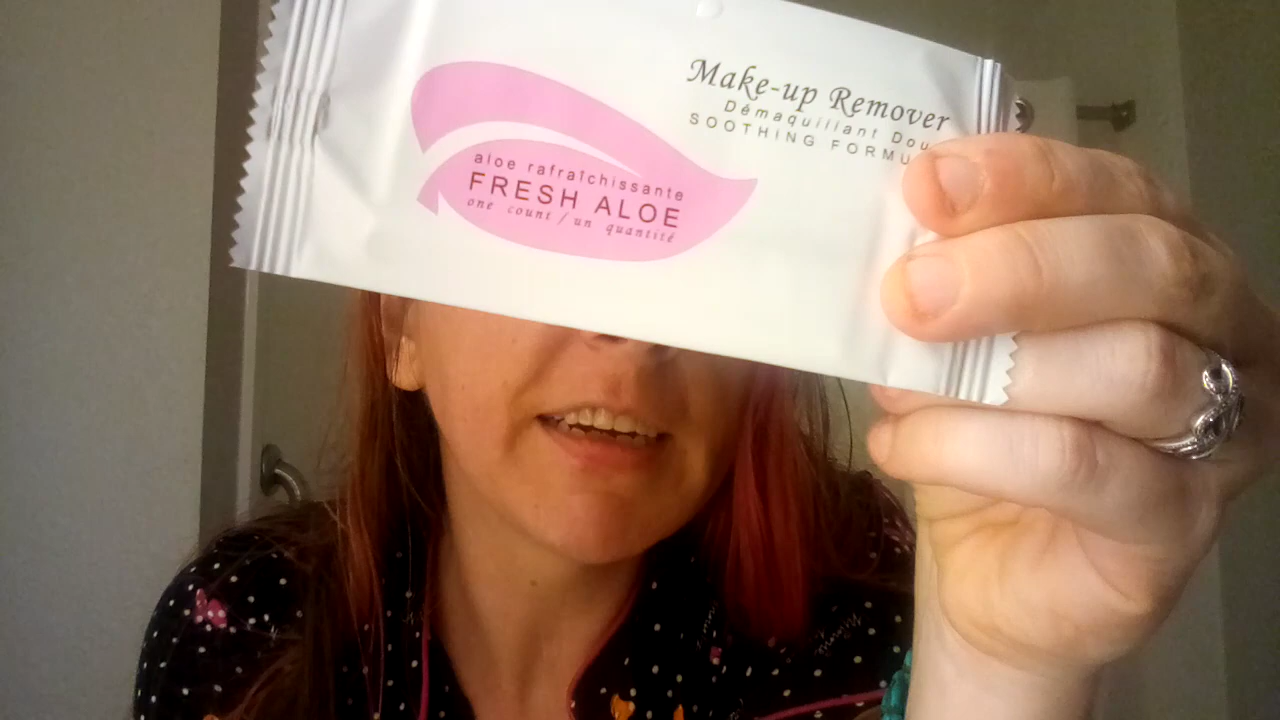 Make-up Remover
Démaquillant Dou
SOOTHING FORMU
aloe rafraîchissante
FRESH ALOE
one count / un quantité